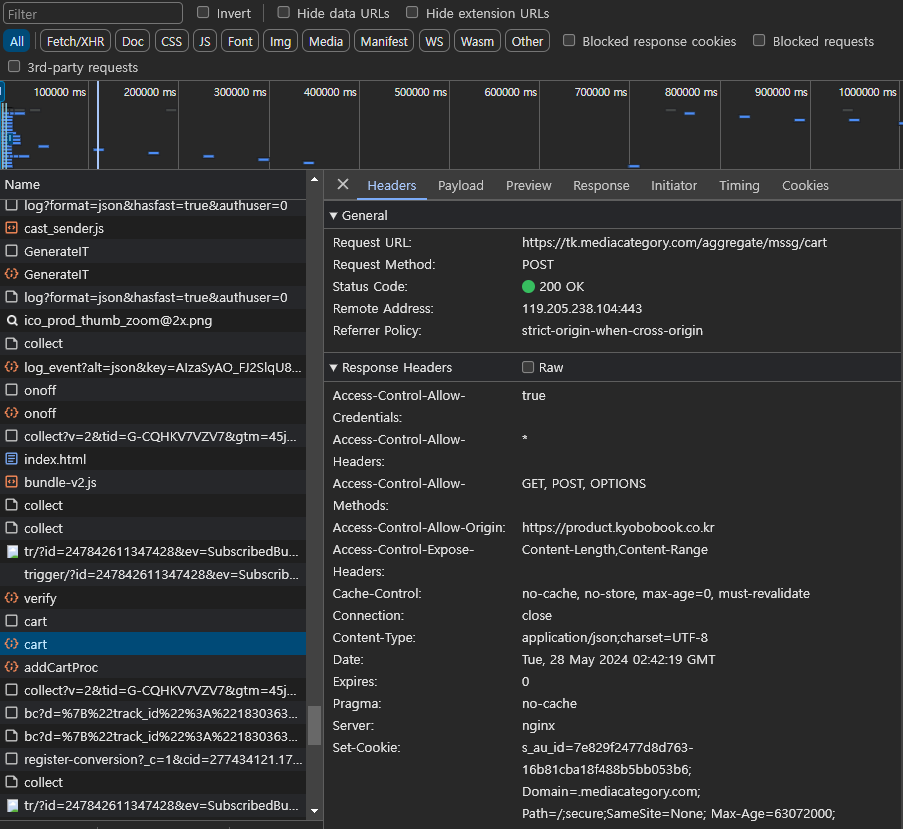 Filter Invert Hide data URLs Hide extension URLs
All Fetch/XHR Doc CSS JS Font Img Media Manifest WS Wasm Other Blocked response cookies Blocked requests
3rd-party requests
100000 ms 200000 ms 300000 ms 400000 ms 500000 ms 600000 ms 700000 ms 800000 ms 900000 ms 1000000 ms
Name
log?format=json&hasfast=true&authuser=0
cast_sender.js
GenerateIT
GenerateIT
log?format=json&hasfast=true&authuser=0
ico_prod_thumb_zoom@2x.png
collect
log_event?alt=json&key=AIzaSyAO_FJ2SlqU8...
onoff
onoff
collect?v=2&tid=G-CQHKV7VZV7&gtm=45j...
index.html
bundle-v2.js
collect
collect
tr/?id=247842611347428&ev=SubscribedBu...
trigger/?id=247842611347428&ev=Subscrib...
verify
cart
cart
addCartProc
collect?v=2&tid=G-CQHKV7VZV7&gtm=45j...
bc?d=%7B%22track_id%22%3A%221830363...
bc?d=%7B%22track_id%22%3A%221830363...
register-conversion?_c=1&cid=277434121.17...
collect
tr/?id=247842611347428&ev=SubscribedBu...
Headers Payload Preview Response Initiator Timing Cookies
General
Request URL: https://tk.mediacategory.com/aggregate/mssg/cart
Request Method: POST
Status Code: 200 OK
Remote Address: 119.205.238.104:443
Referrer Policy: strict-origin-when-cross-origin
Response Headers Raw
Access-Control-Allow- true
Credentials:
Access-Control-Allow- *
Headers:
Access-Control-Allow- GET, POST, OPTIONS
Methods:
Access-Control-Allow-Origin: https://product.kyobobook.co.kr
Access-Control-Expose- Content-Length,Content-Range
Headers:
Cache-Control: no-cache, no-store, max-age=0, must-revalidate
Connection: close
Content-Type: application/json;charset=UTF-8
Date: Tue, 28 May 2024 02:42:19 GMT
Expires: 0
Pragma: no-cache
Server: nginx
Set-Cookie: s_au_id=7e829f2477d8d763-
16b81cba18f488b5bb053b6;
Domain=.mediacategory.com;
Path=/;secure;SameSite=None; Max-Age=63072000;